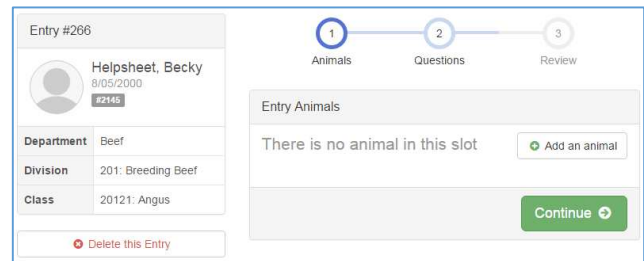 Entry #266
Helpsheet, Becky
8/05/2000
#2145
Department Beef
Division 201: Breeding Beef
Class 20121: Angus
Delete this Entry
1 2 3
Animals Questions Review
Entry Animals
There is no animal in this slot Add an animal
Continue